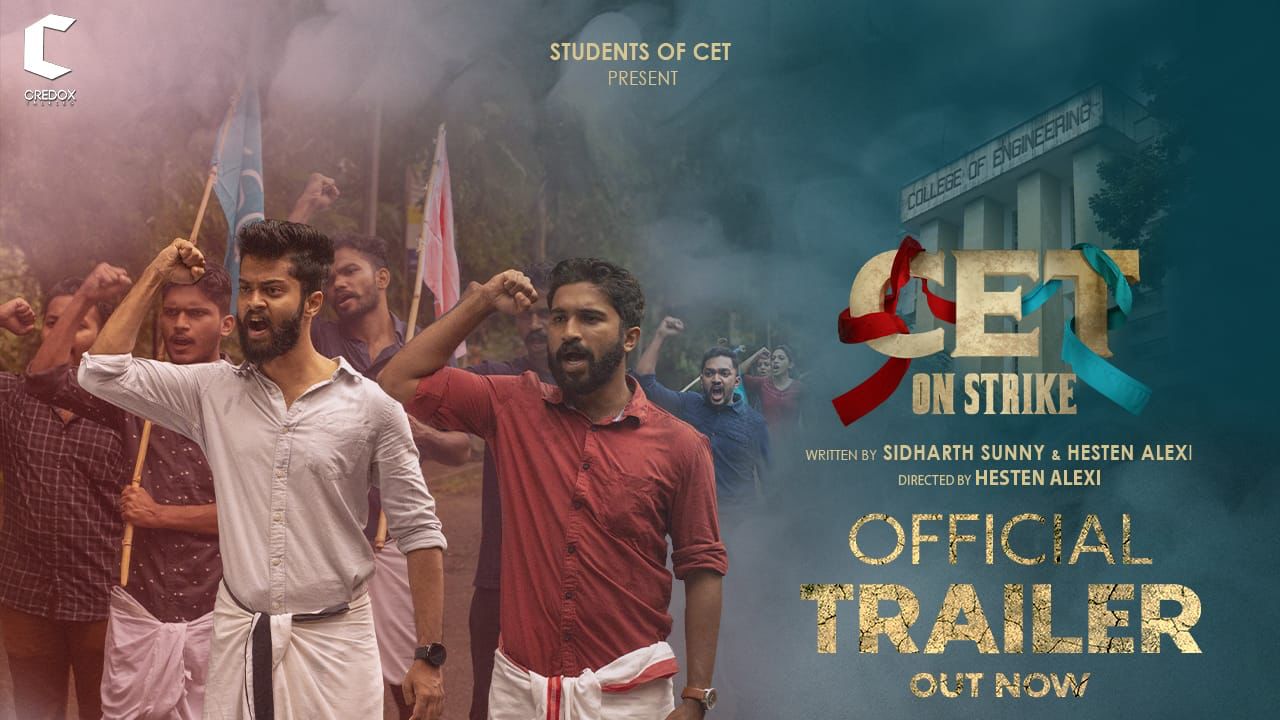 CREDOX
TALKIES
STUDENTS OF CET
PRESENT
COLLEGE OF ENGINEERING
CET
ON STRIKE
WRITTEN BY SIDHARTH SUNNY & HESTEN ALEXI
DIRECTED BY HESTEN ALEXI
OFFICIAL
TRAILER
OUT NOW